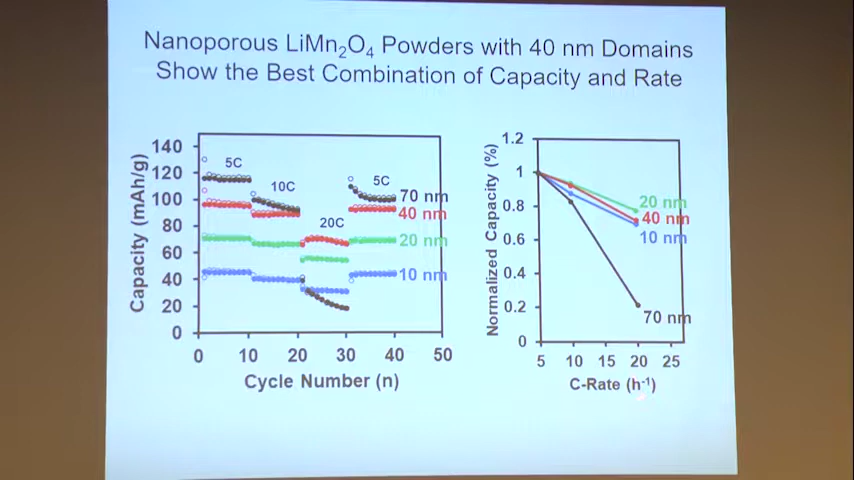 Nanoporous LiMn₂O₄ Powders with 40 nm Domains
Show the Best Combination of Capacity and Rate
Capacity (mAh/g)
140
120
100
80
60
40
20
0
5C
10C
20C
5C
70 nm
40 nm
20 nm
10 nm
0 10 20 30 40 50
Cycle Number (n)
Normalized Capacity (%)
1.2
1
0.8
0.6
0.4
0.2
0
20 nm
40 nm
10 nm
70 nm
5 10 15 20 25
C-Rate (h⁻¹)